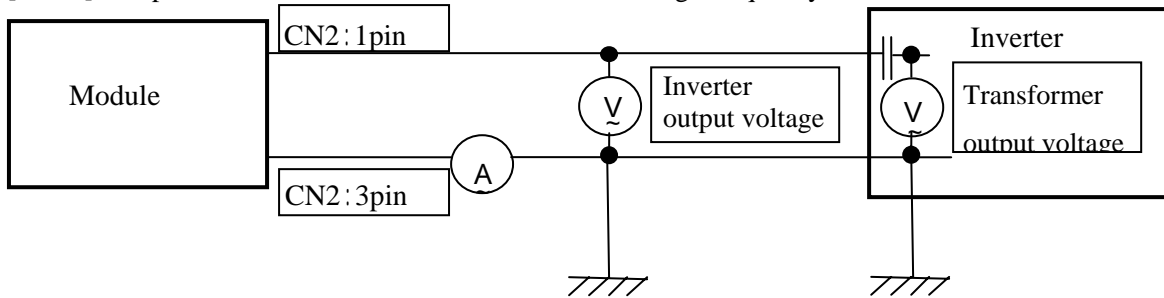 CN2:1pin
Inverter
Module
V
~
Inverter
output voltage
V
~
Transformer
output voltage
A
CN2:3pin